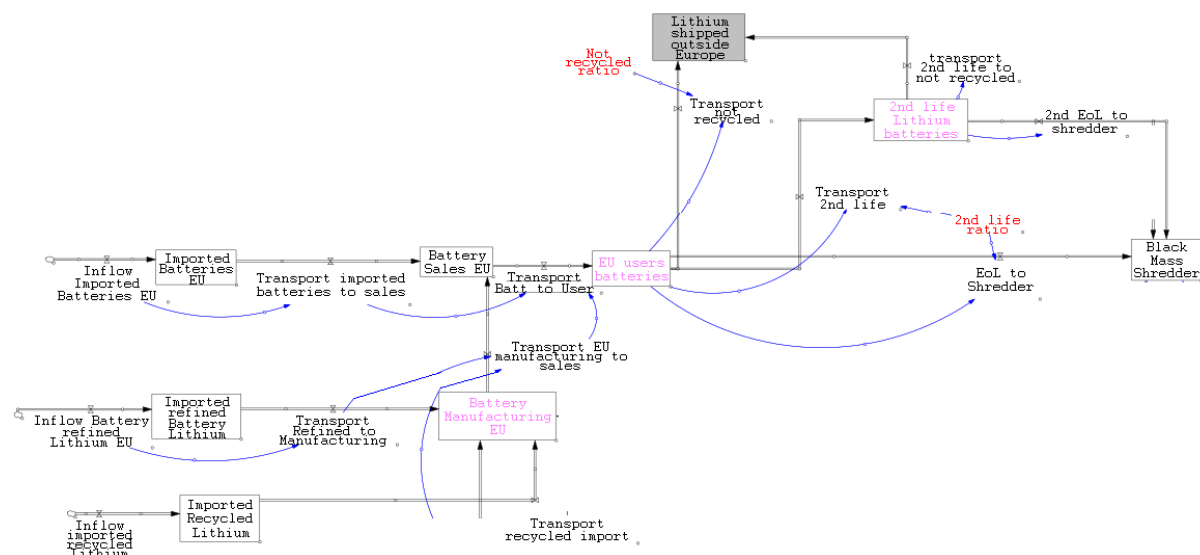 Lithium
shipped
outside
Europe
Not
recycled
ratio
Transport
not
recycled
transport
2nd life to
not recycled
2nd life
Lithium
batteries
2nd EoL to
shredder
Transport
2nd life
2nd life
ratio
Black
Mass
Shredder
EoL to
Shredder
Imported
Batteries
EU
Inflow
Imported
Batteries EU
Transport imported
batteries to sales
Battery
Sales EU
Transport
Batt to User
EU users
batteries
Transport EU
manufacturing to
sales
Imported
refined
Battery
Lithium
Inflow Battery
refined
Lithium EU
Transport
Refined to
Manufacturing
Battery
Manufacturing
EU
Imported
Recycled
Lithium
Inflow
imported
recycled
Lithium
Transport
recycled import